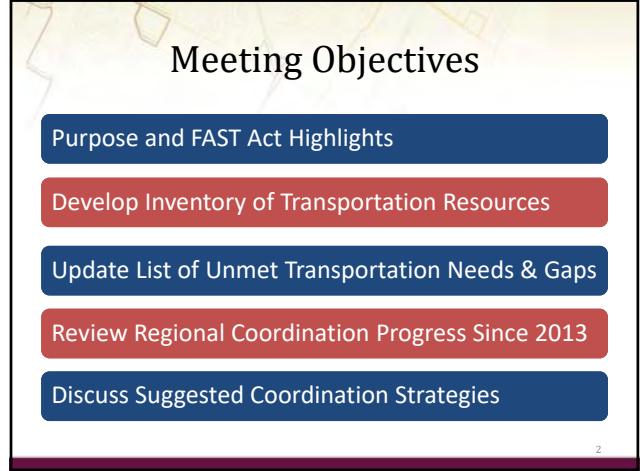 Meeting Objectives
Purpose and FAST Act Highlights
Develop Inventory of Transportation Resources
Update List of Unmet Transportation Needs & Gaps
Review Regional Coordination Progress Since 2013
Discuss Suggested Coordination Strategies
2